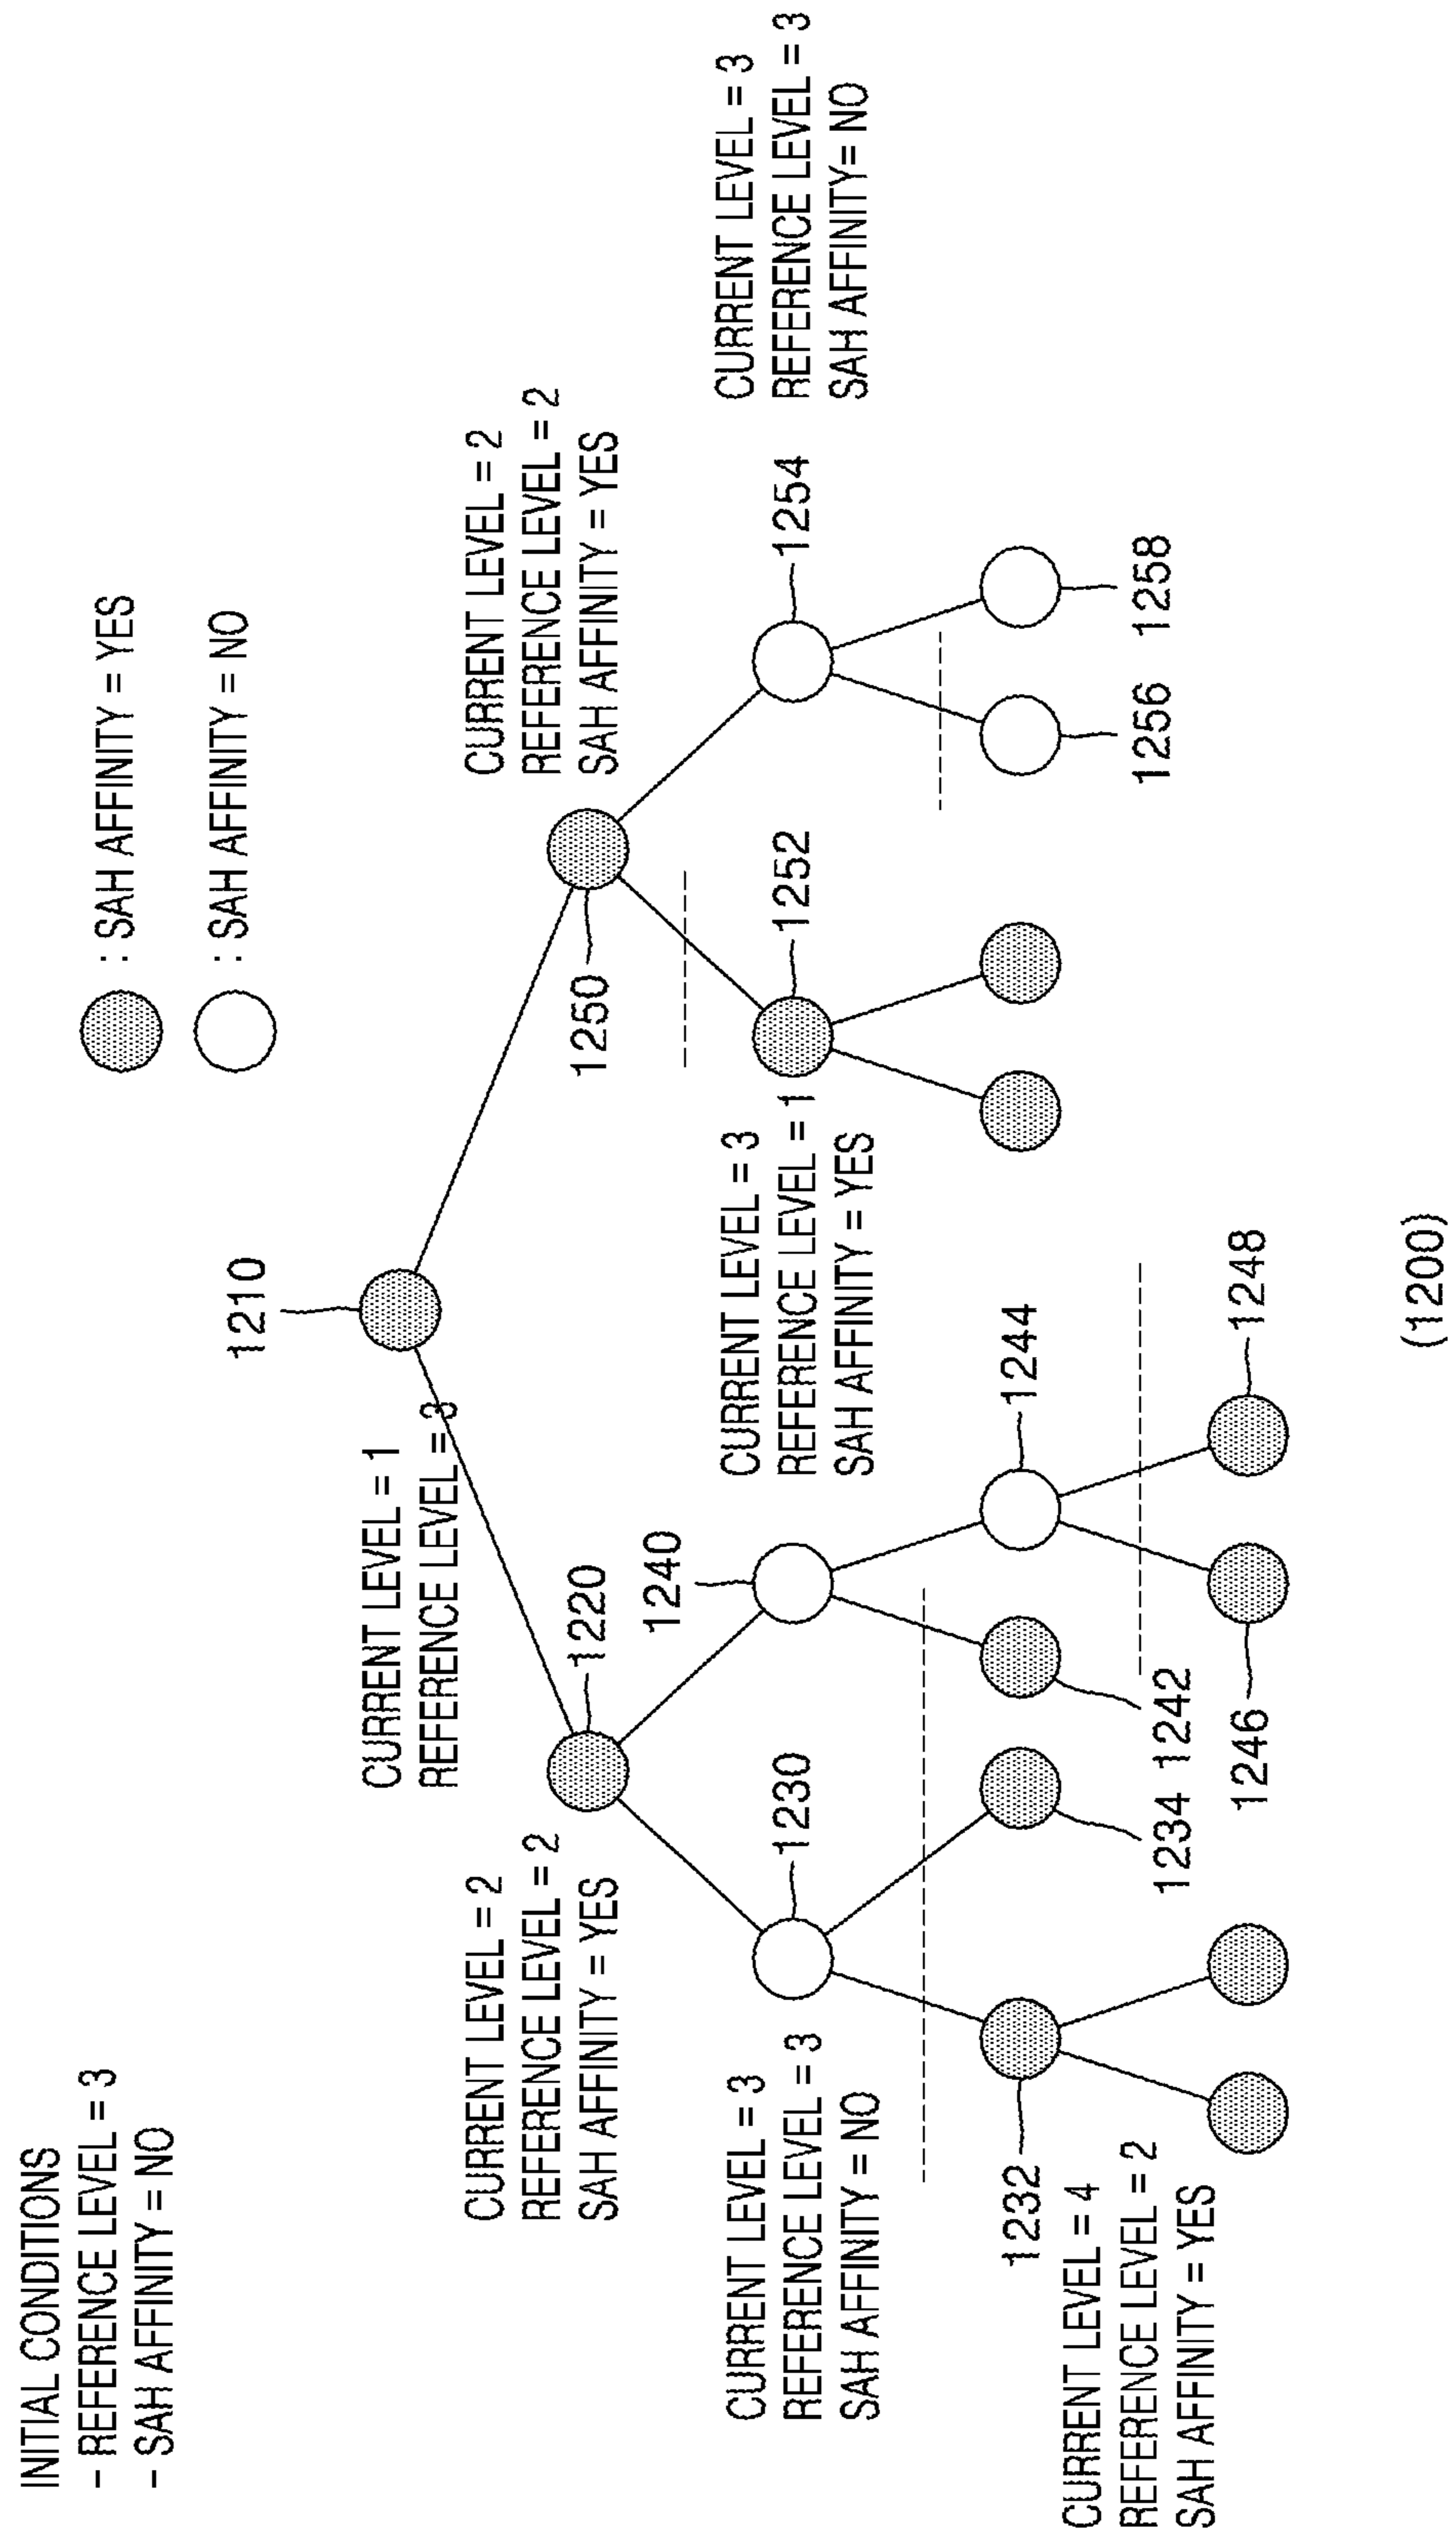 INITIAL CONDITIONS
- REFERENCE LEVEL = 3
- SAH AFFINITY = NO
: SAH AFFINITY = YES
: SAH AFFINITY = NO
1210
CURRENT LEVEL = 1
REFERENCE LEVEL = 3
CURRENT LEVEL = 2
REFERENCE LEVEL = 2
SAH AFFINITY = YES
1220
1250
CURRENT LEVEL = 2
REFERENCE LEVEL = 2
SAH AFFINITY = YES
CURRENT LEVEL = 3
REFERENCE LEVEL = 3
SAH AFFINITY = NO
1230
1240
CURRENT LEVEL = 3
REFERENCE LEVEL = 1
SAH AFFINITY = YES
1252
1254
CURRENT LEVEL = 3
REFERENCE LEVEL = 3
SAH AFFINITY= NO
1232
CURRENT LEVEL = 4
REFERENCE LEVEL = 2
SAH AFFINITY = YES
1234
1242
1244
1256
1258
1246
1248
(1200)